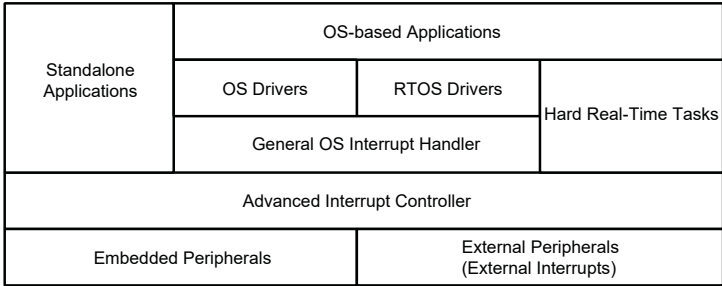 OS-based Applications
Standalone
Applications
OS Drivers
RTOS Drivers
Hard Real-Time Tasks
General OS Interrupt Handler
Advanced Interrupt Controller
Embedded Peripherals
External Peripherals
(External Interrupts)